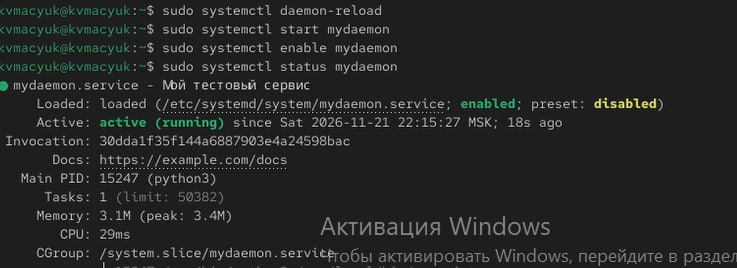 kvmacyuk@kvmacyuk:~$ sudo systemctl daemon-reload
kvmacyuk@kvmacyuk:~$ sudo systemctl start mydaemon
kvmacyuk@kvmacyuk:~$ sudo systemctl enable mydaemon
kvmacyuk@kvmacyuk:~$ sudo systemctl status mydaemon
● mydaemon.service - Мой тестовый сервис
Loaded: loaded (/etc/systemd/system/mydaemon.service; enabled; preset: disabled)
Active: active (running) since Sat 2026-11-21 22:15:27 MSK; 18s ago
Invocation: 30dda1f35f144a6887903e4a24598bac
Docs: https://example.com/docs
Main PID: 15247 (python3)
Tasks: 1 (limit: 50382)
Memory: 3.1M (peak: 3.4M)
CPU: 29ms
CGroup: /system.slice/mydaemon.service
Активация Windows
Чтобы активировать Windows, перейдите в раздел